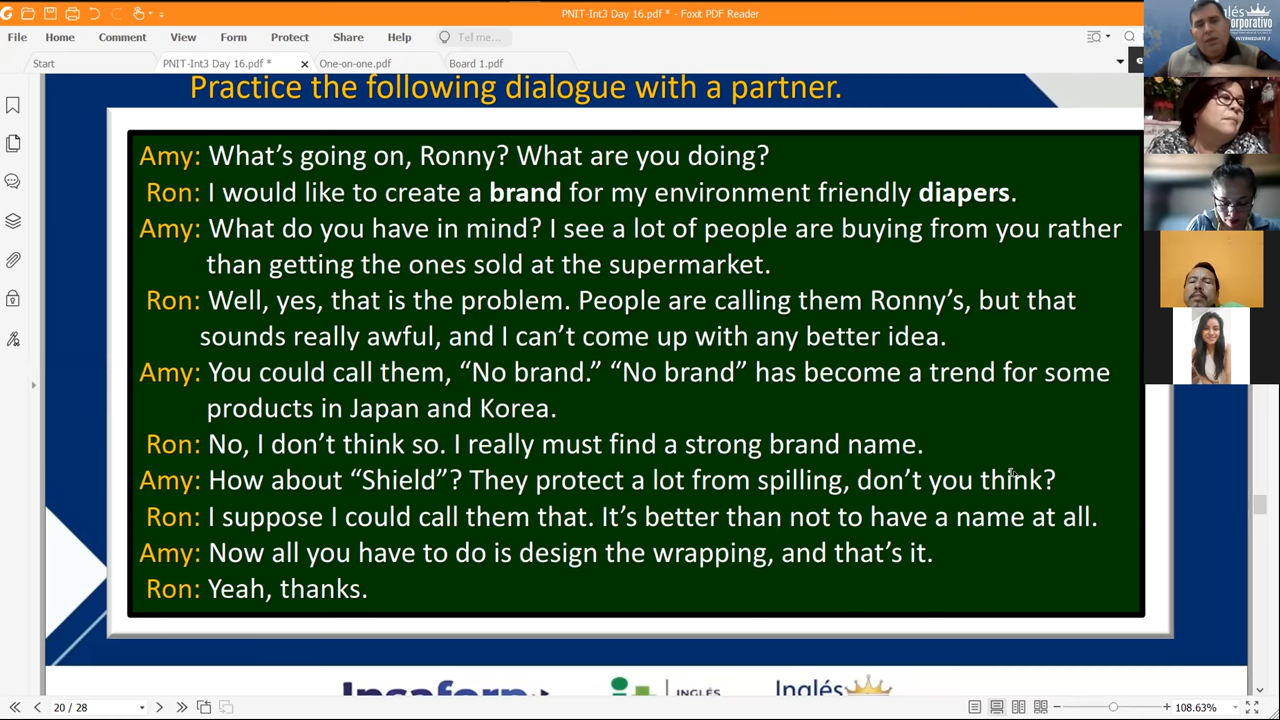 PNIT-Int3 Day 16.pdf * - Foxit PDF Reader
File Home Comment View Form Protect Share Help Tell me...
Start PNIT-Int3 Day 16.pdf * One-on-one.pdf Board 1.pdf
Practice the following dialogue with a partner.
Amy: What's going on, Ronny? What are you doing?
Ron: I would like to create a brand for my environment friendly diapers.
Amy: What do you have in mind? I see a lot of people are buying from you rather
than getting the ones sold at the supermarket.
Ron: Well, yes, that is the problem. People are calling them Ronny's, but that
sounds really awful, and I can't come up with any better idea.
Amy: You could call them, “No brand.” “No brand” has become a trend for some
products in Japan and Korea.
Ron: No, I don't think so. I really must find a strong brand name.
Amy: How about “Shield”? They protect a lot from spilling, don't you think?
Ron: I suppose I could call them that. It's better than not to have a name at all.
Amy: Now all you have to do is design the wrapping, and that's it.
Ron: Yeah, thanks.
INGLÉS Inglés
20 / 28 108.63%